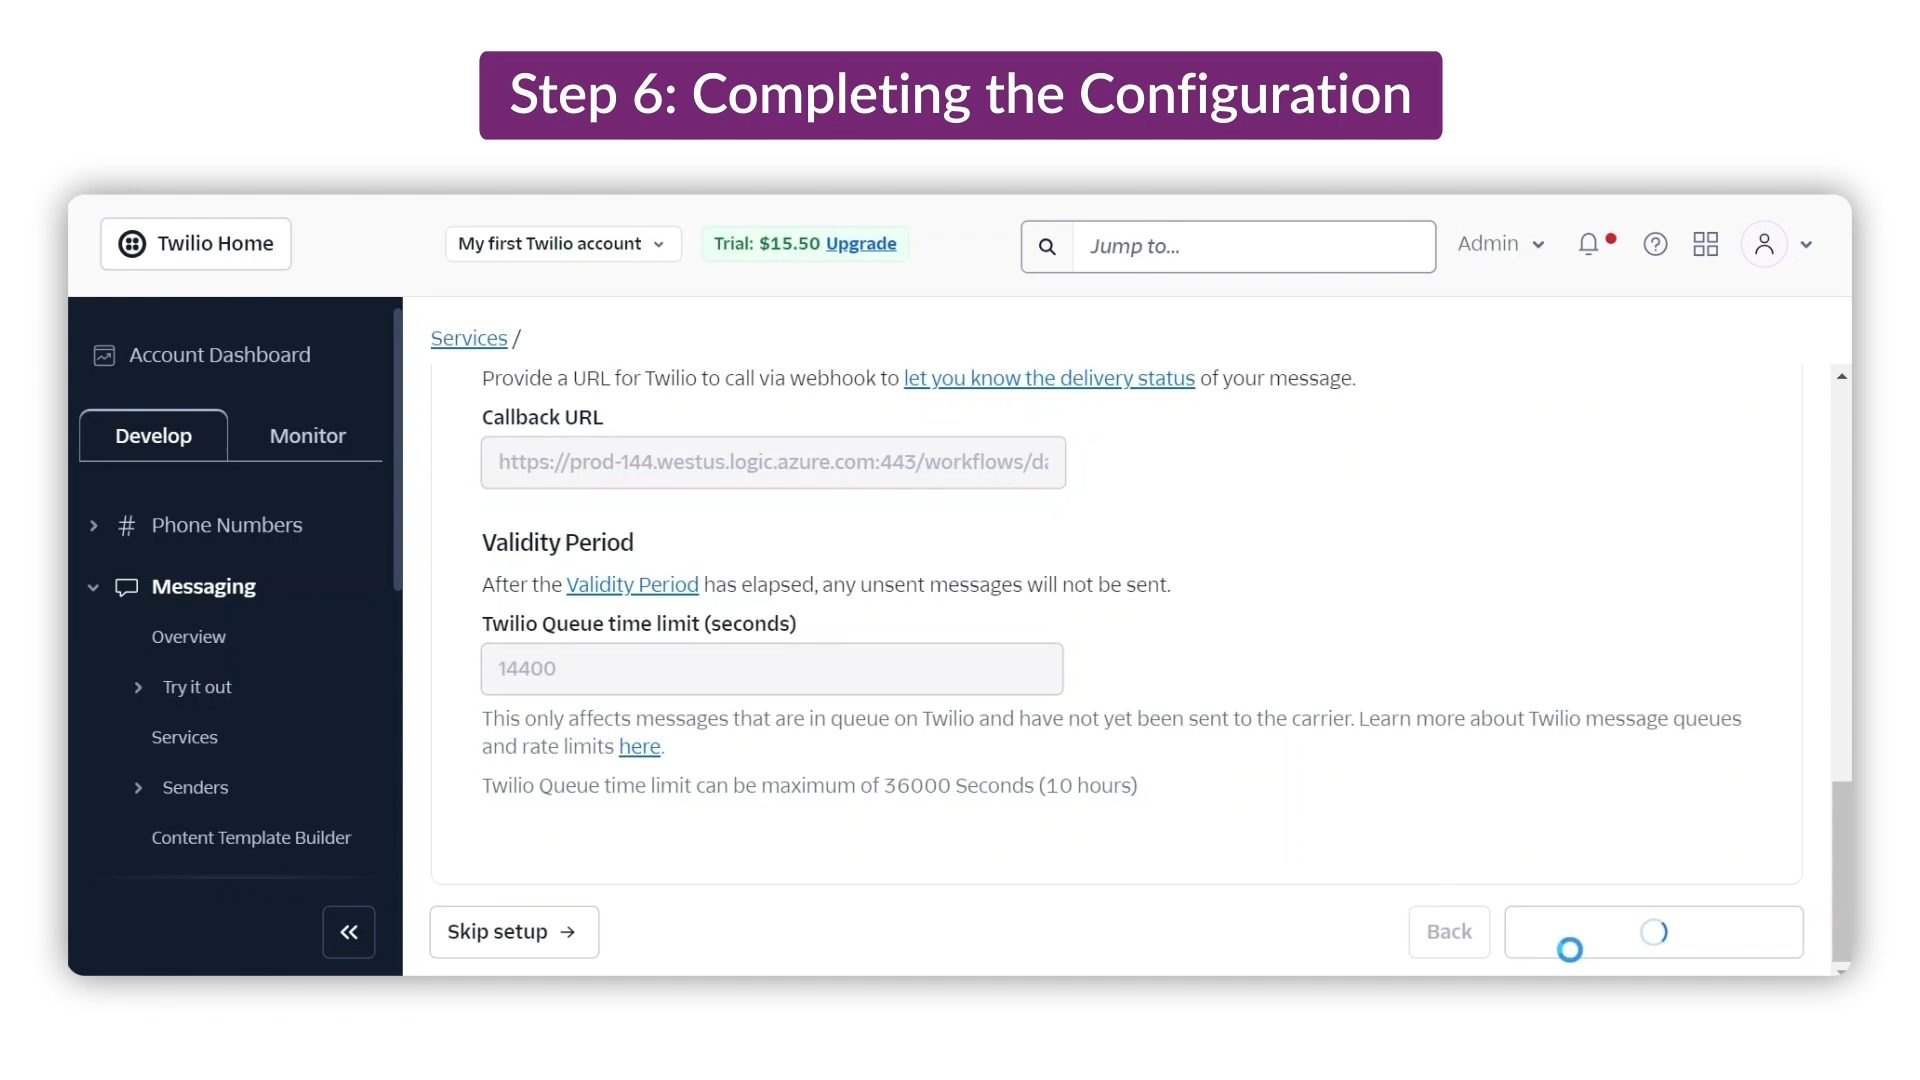 Step 6: Completing the Configuration
Twilio Home
My first Twilio account
Trial: $15.50 Upgrade
Jump to...
Admin
Account Dashboard
Develop
Monitor
# Phone Numbers
Messaging
Overview
Try it out
Services
Senders
Content Template Builder
Services /
Provide a URL for Twilio to call via webhook to let you know the delivery status of your message.
Callback URL
https://prod-144.westus.logic.azure.com:443/workflows/da
Validity Period
After the Validity Period has elapsed, any unsent messages will not be sent.
Twilio Queue time limit (seconds)
14400
This only affects messages that are in queue on Twilio and have not yet been sent to the carrier. Learn more about Twilio message queues
and rate limits here.
Twilio Queue time limit can be maximum of 36000 Seconds (10 hours)
Skip setup →
Back